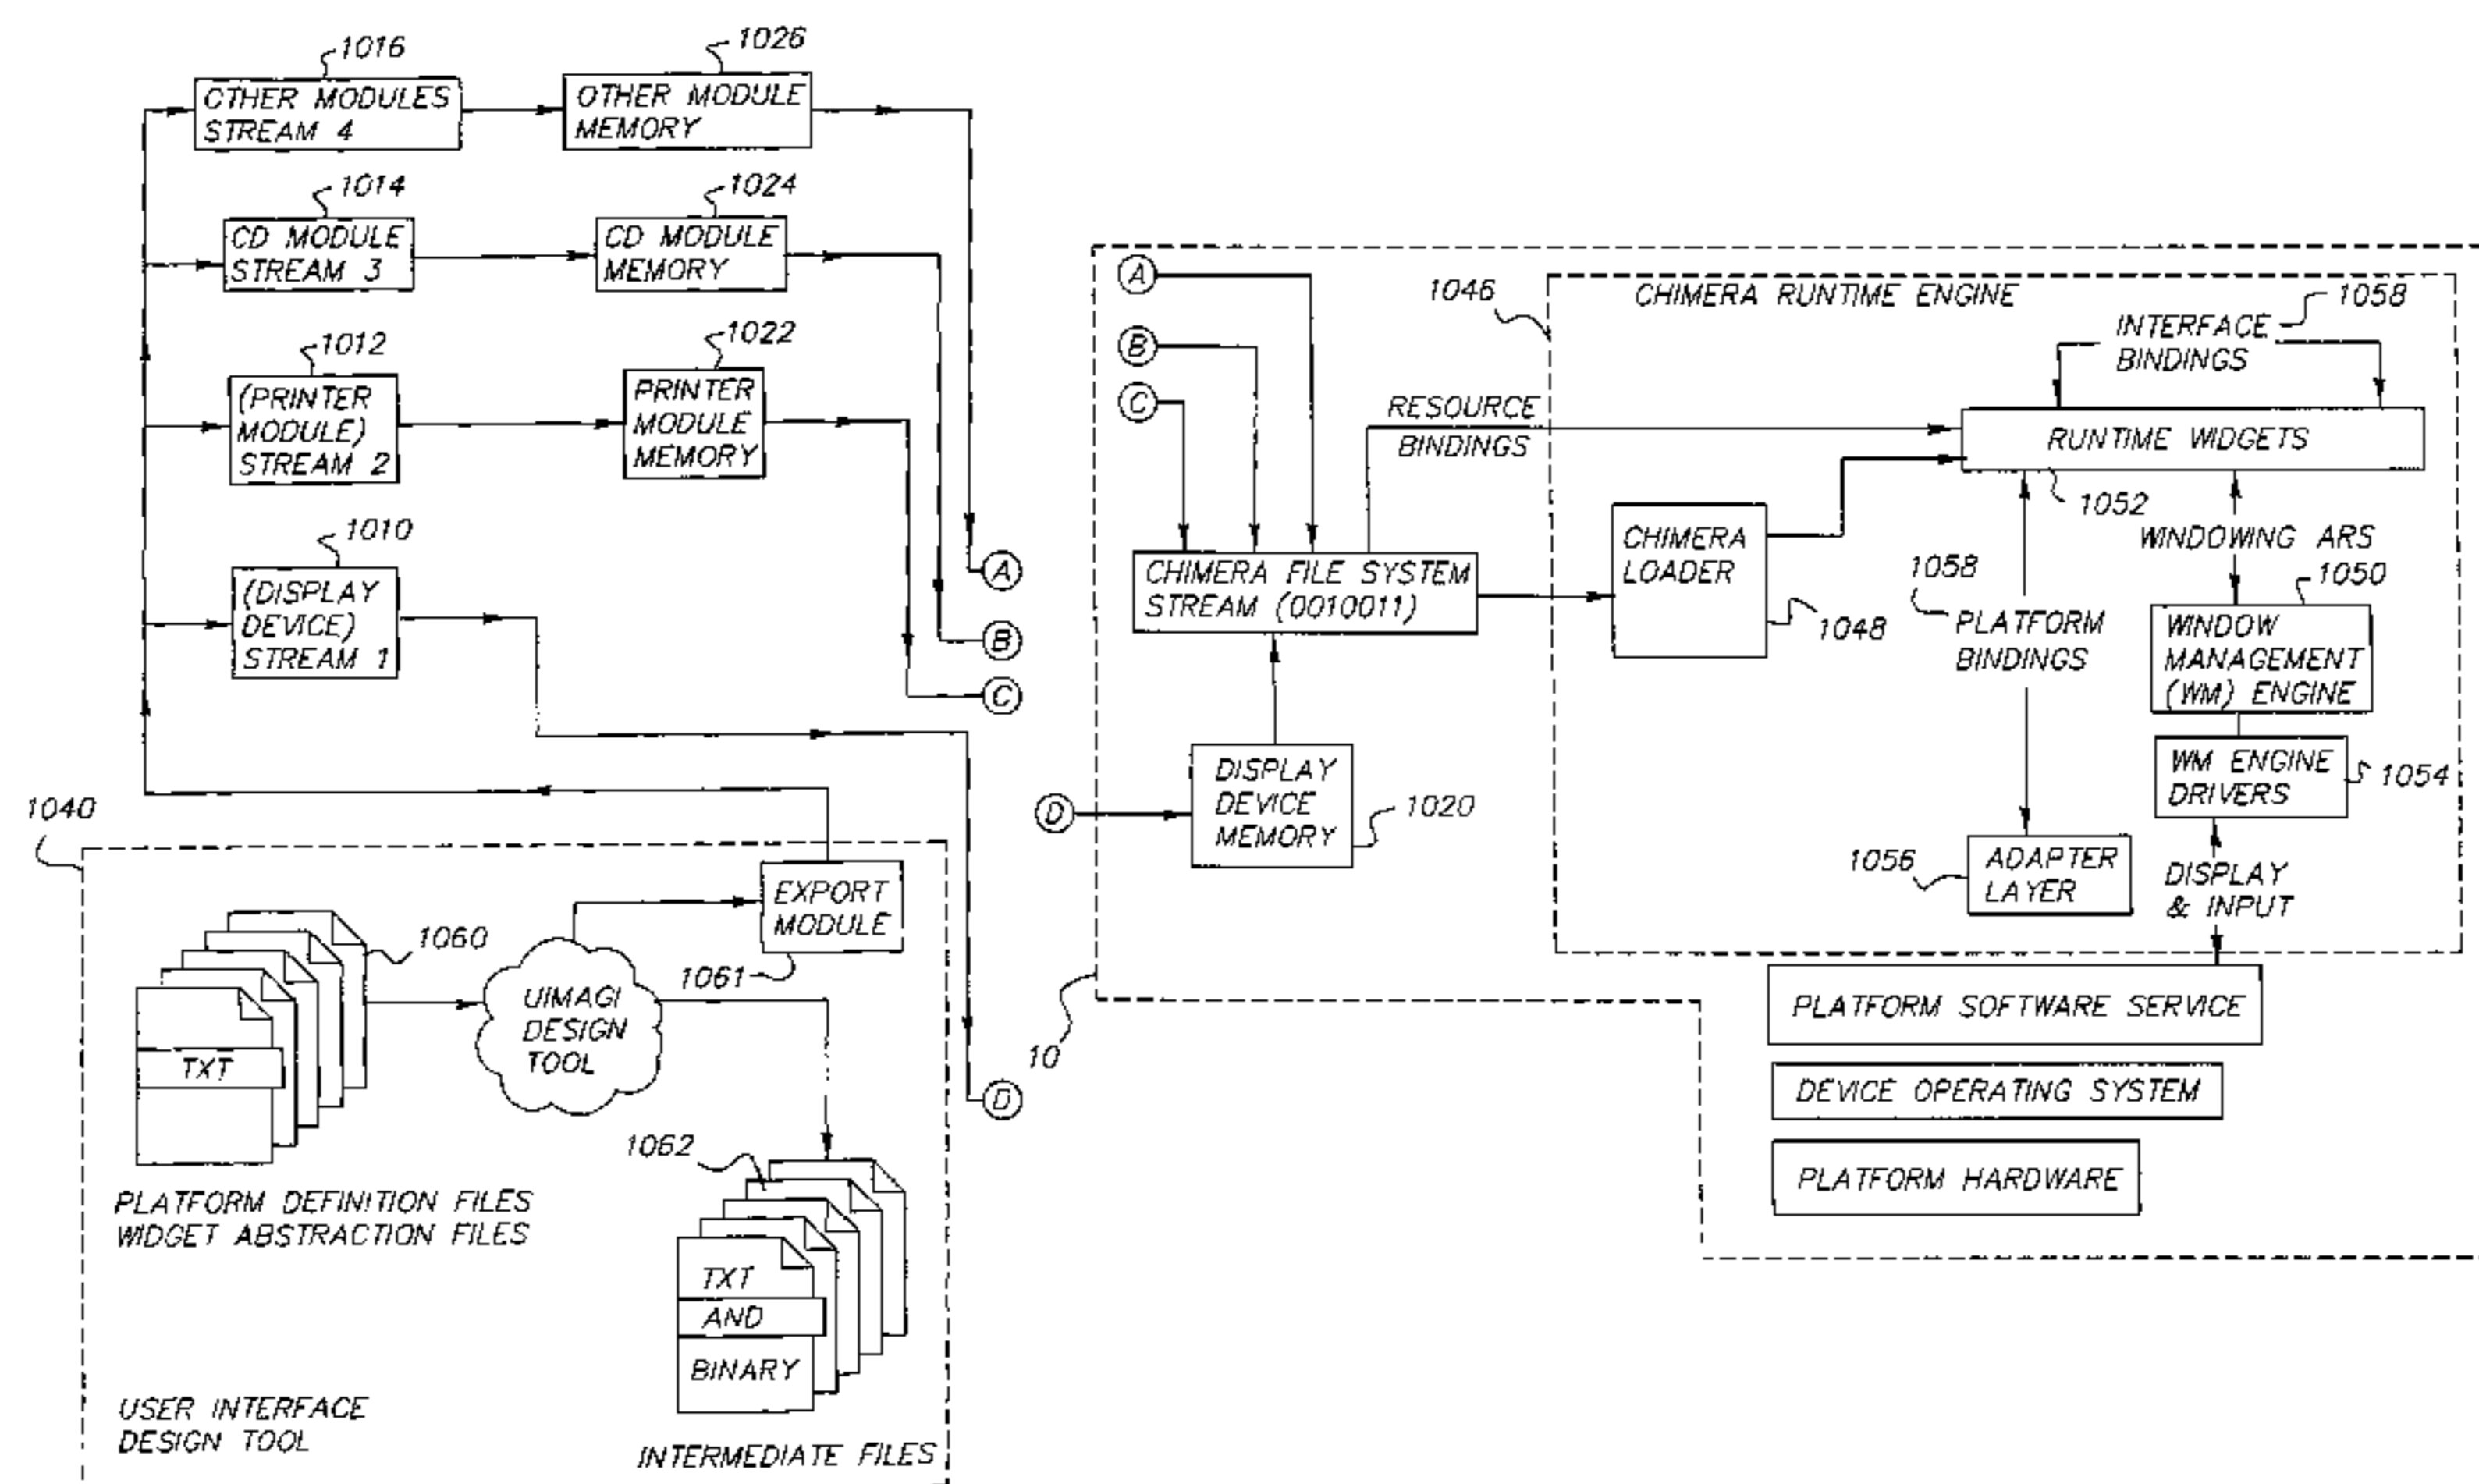 1016
OTHER MODULES
STREAM 4
1026
OTHER MODULE
MEMORY
1014
CD MODULE
STREAM 3
1024
CD MODULE
MEMORY
1012
(PRINTER
MODULE)
STREAM 2
1022
PRINTER
MODULE
MEMORY
1010
(DISPLAY
DEVICE)
STREAM 1
A
B
C
1040
EXPORT
MODULE
1061
1060
TXT
UIMAGI
DESIGN
TOOL
D
PLATFORM DEFINITION FILES
WIDGET ABSTRACTION FILES
1062
TXT
AND
BINARY
USER INTERFACE
DESIGN TOOL
INTERMEDIATE FILES
A
B
C
1046
CHIMERA RUNTIME ENGINE
1058
INTERFACE
BINDINGS
RESOURCE
BINDINGS
RUNTIME WIDGETS
1052
CHIMERA FILE SYSTEM
STREAM (0010011)
CHIMERA
LOADER
1048
1058
PLATFORM
BINDINGS
WINDOWING ARS
1050
WINDOW
MANAGEMENT
(WM) ENGINE
WM ENGINE
DRIVERS
1054
D
DISPLAY
DEVICE
MEMORY
1020
1056
ADAPTER
LAYER
DISPLAY
& INPUT
10
PLATFORM SOFTWARE SERVICE
DEVICE OPERATING SYSTEM
PLATFORM HARDWARE